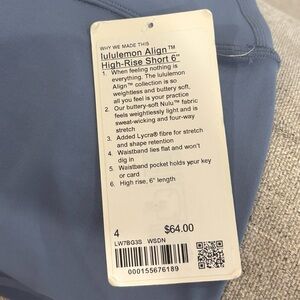 WHY WE MADE THIS
lululemon Align™
High-Rise Short 6"
1. When feeling nothing is
everything. The lululemon
Align™ collection is so
weightless and buttery soft,
all you feel is your practice
2. Our buttery-soft Nulu™ fabric
feels weightlessly light and is
sweat-wicking and four-way
stretch
3. Added Lycra® fibre for stretch
and shape retention
4. Waistband lies flat and won't
dig in
5. Waistband pocket holds your key
or card
6. High rise, 6" length
4 $64.00
LW7BG3S WSDN
000155676189